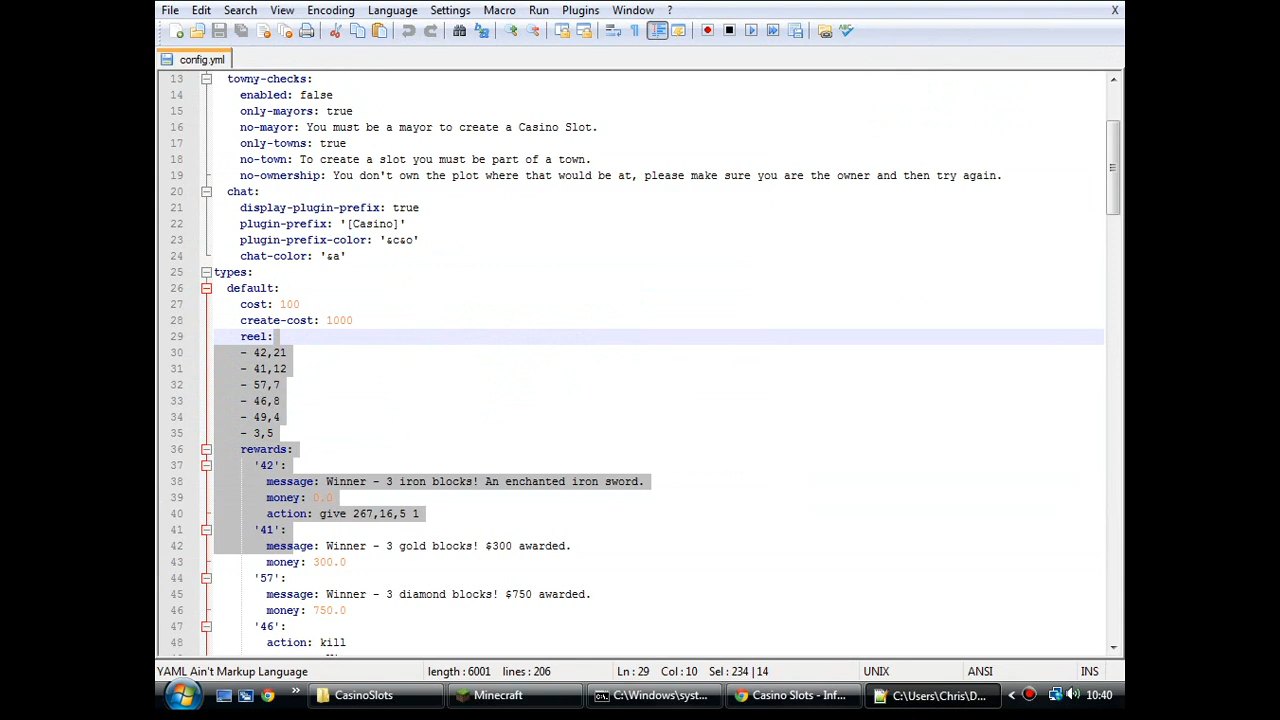 File Edit Search View Encoding Language Settings Macro Run Plugins Window ? X
config.yml
13 towny-checks:
14 enabled: false
15 only-mayors: true
16 no-mayor: You must be a mayor to create a Casino Slot.
17 only-towns: true
18 no-town: To create a slot you must be part of a town.
19 no-ownership: You don't own the plot where that would be at, please make sure you are the owner and then try again.
20 chat:
21 display-plugin-prefix: true
22 plugin-prefix: '[Casino]'
23 plugin-prefix-color: '&c&o'
24 chat-color: '&a'
25 types:
26 default:
27 cost: 100
28 create-cost: 1000
29 reel:
30 - 42,21
31 - 41,12
32 - 57,7
33 - 46,8
34 - 49,4
35 - 3,5
36 rewards:
37 '42':
38 message: Winner - 3 iron blocks! An enchanted iron sword.
39 money: 0.0
40 action: give 267,16,5 1
41 '41':
42 message: Winner - 3 gold blocks! $300 awarded.
43 money: 300.0
44 '57':
45 message: Winner - 3 diamond blocks! $750 awarded.
46 money: 750.0
47 '46':
48 action: kill
YAML Ain't Markup Language length : 6001 lines : 206 Ln : 29 Col : 10 Sel : 234 | 14 UNIX ANSI INS
» CasinoSlots Minecraft C:\Windows\syst... Casino Slots - Inf... C:\Users\Chris\D... < 10:40